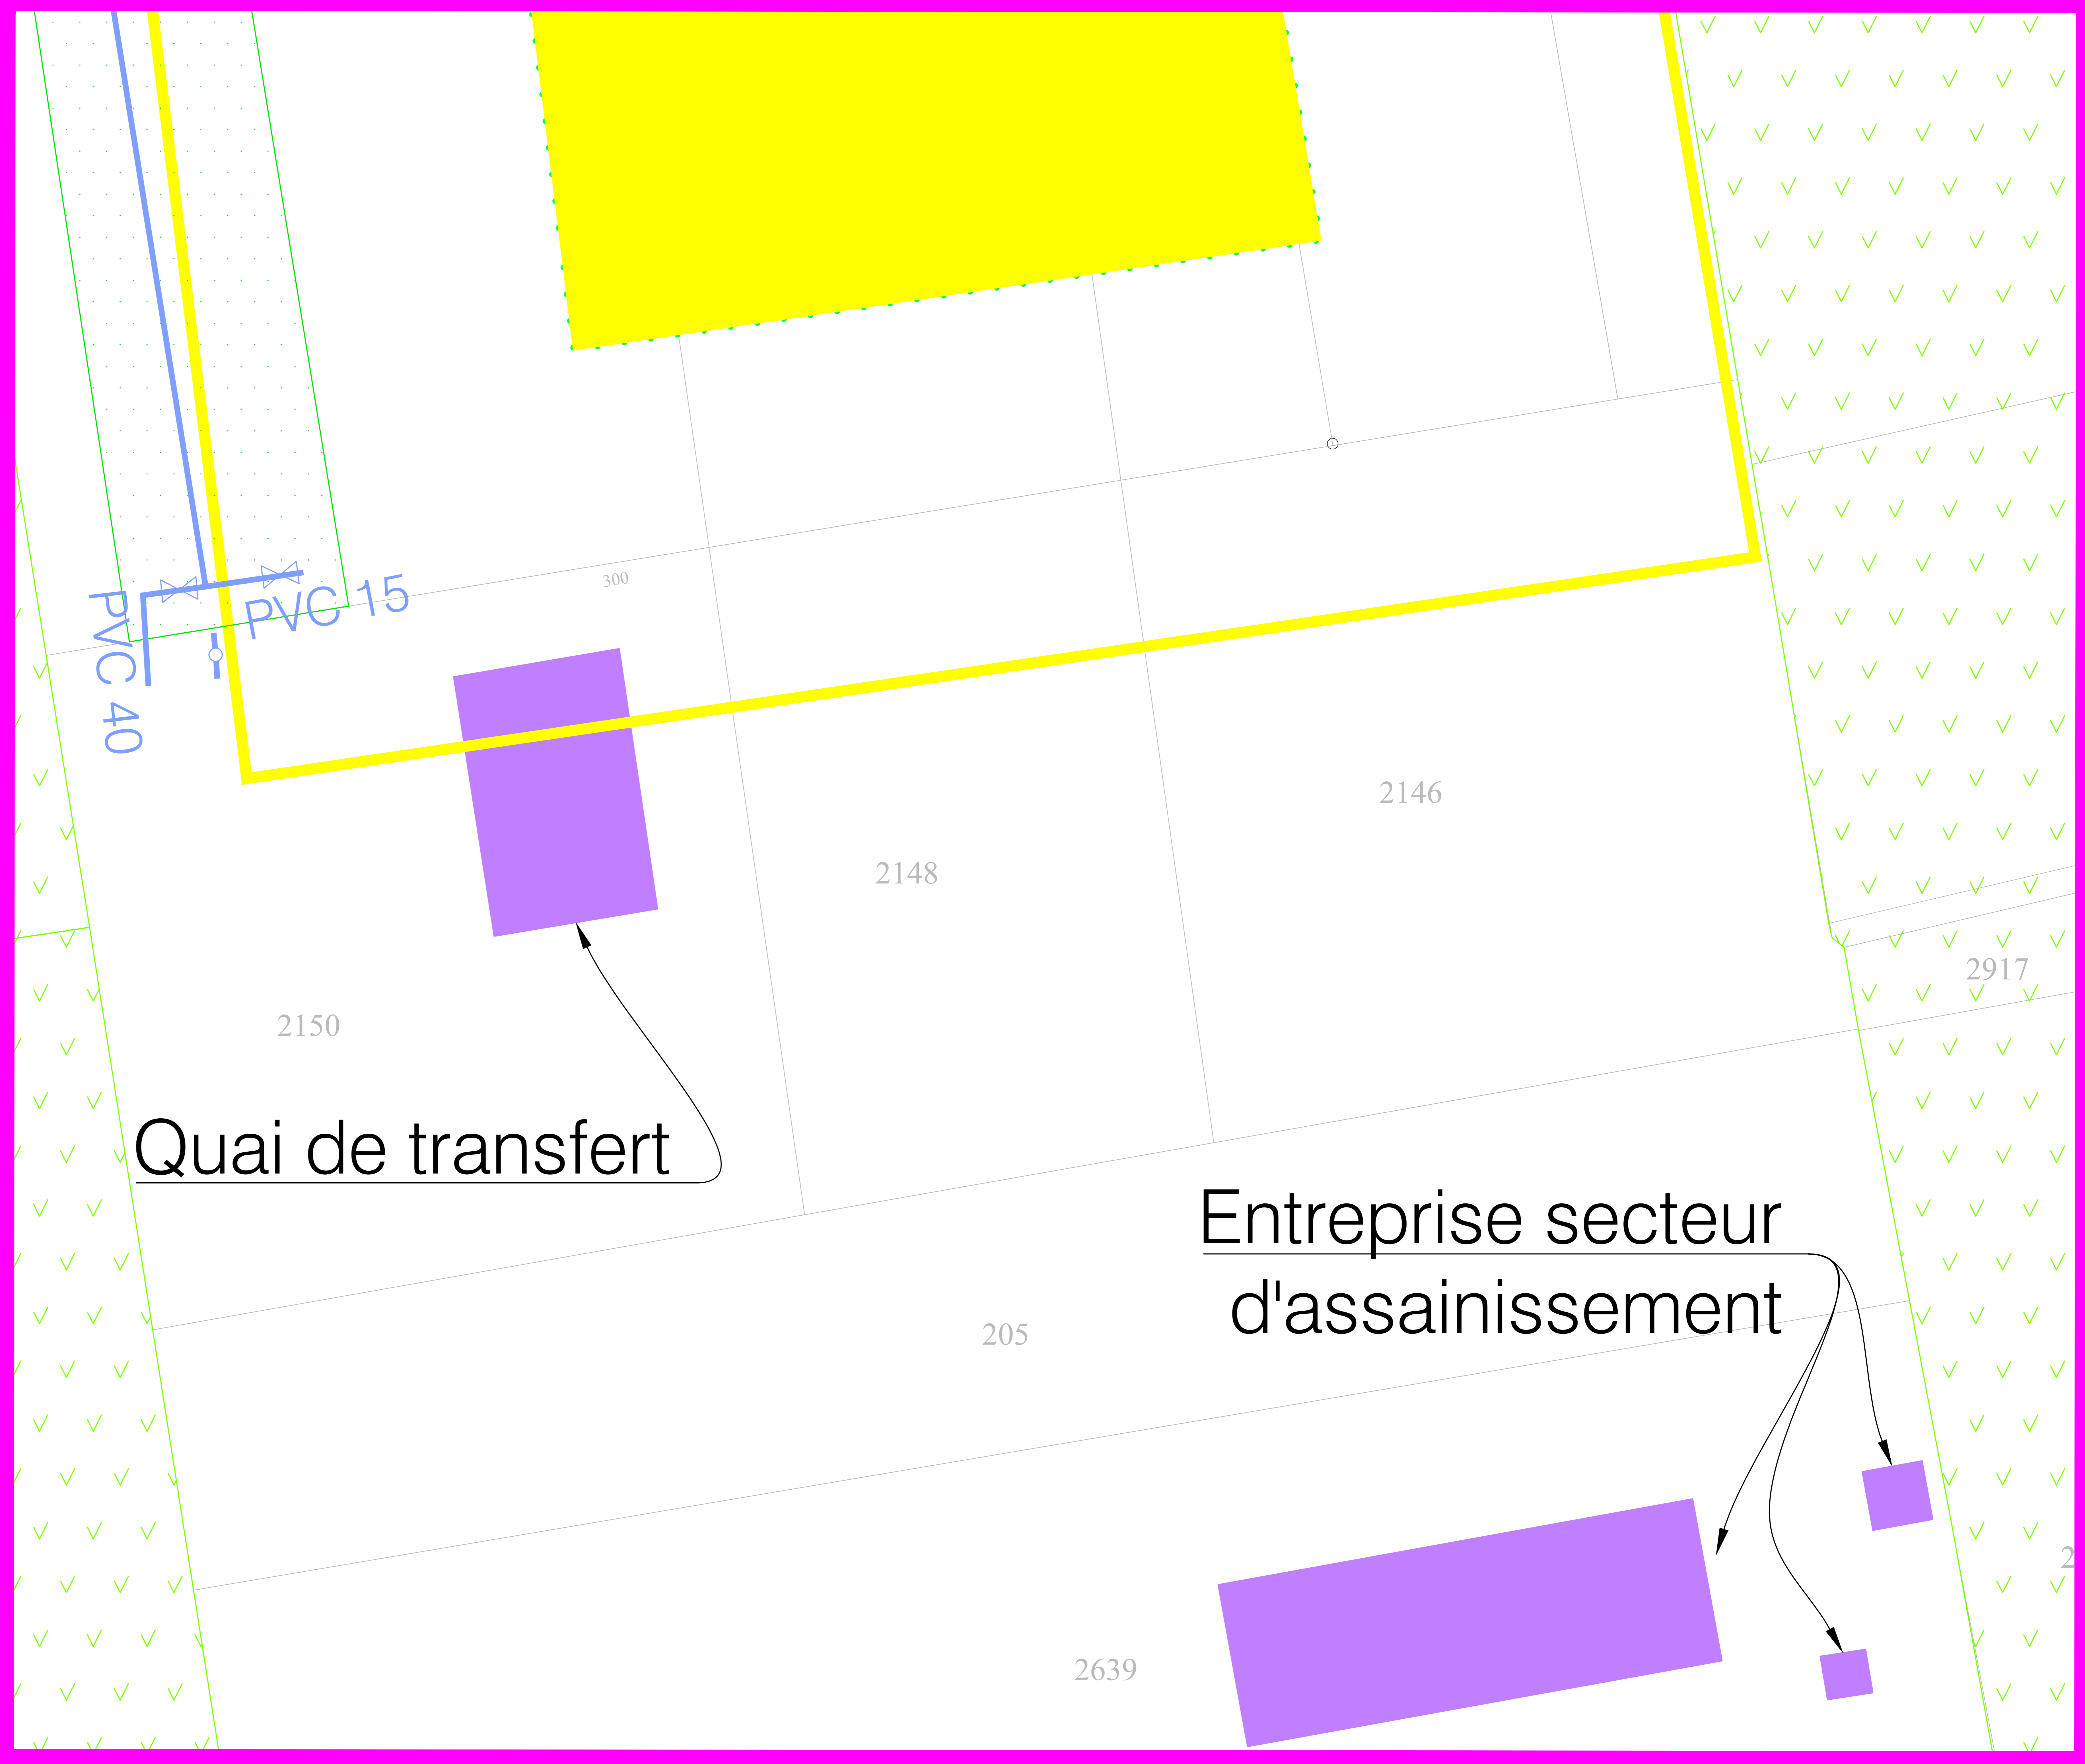 300
PVC 15
PVC 40
2146
2148
2917
2150
Quai de transfert
Entreprise secteur
d'assainissement
205
2639